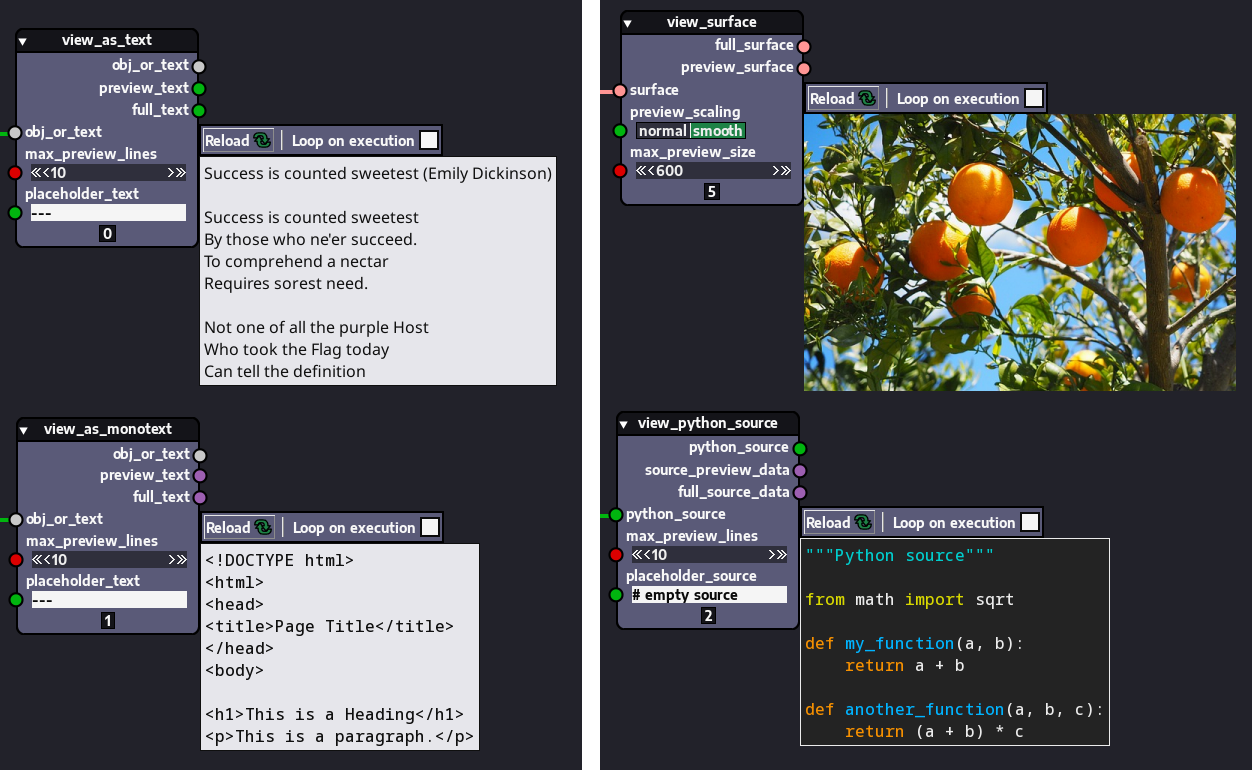 view_as_text
obj_or_text
preview_text
full_text
obj_or_text
max_preview_lines
10
placeholder_text
---
0
Reload
Loop on execution
Success is counted sweetest (Emily Dickinson)
Success is counted sweetest
By those who ne'er succeed.
To comprehend a nectar
Requires sorest need.
Not one of all the purple Host
Who took the Flag today
Can tell the definition
view_as_monotext
obj_or_text
preview_text
full_text
obj_or_text
max_preview_lines
10
placeholder_text
---
1
Reload
Loop on execution
<!DOCTYPE html>
<html>
<head>
<title>Page Title</title>
</head>
<body>
<h1>This is a Heading</h1>
<p>This is a paragraph.</p>
view_surface
full_surface
preview_surface
surface
preview_scaling
normal smooth
max_preview_size
600
5
Reload
Loop on execution
view_python_source
python_source
source_preview_data
full_source_data
python_source
max_preview_lines
10
placeholder_source
# empty source
2
Reload
Loop on execution
"""Python source"""
from math import sqrt
def my_function(a, b):
    return a + b
def another_function(a, b, c):
    return (a + b) * c